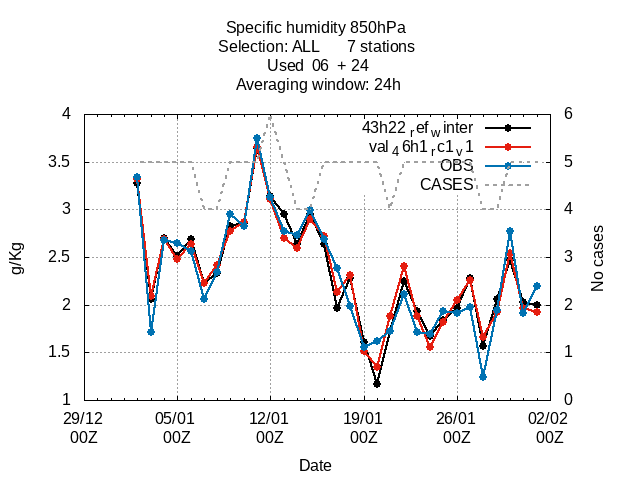 Specific humidity 850hPa
Selection: ALL 7 stations
Used 06 + 24
Averaging window: 24h
43h22refwinter
val46h1rc1v1
OBS
CASES
4
3.5
3
2.5
2
1.5
1
g/Kg
6
5
4
3
2
1
0
No cases
29/12 05/01 12/01 19/01 26/01 02/02
00Z 00Z 00Z 00Z 00Z 00Z
Date